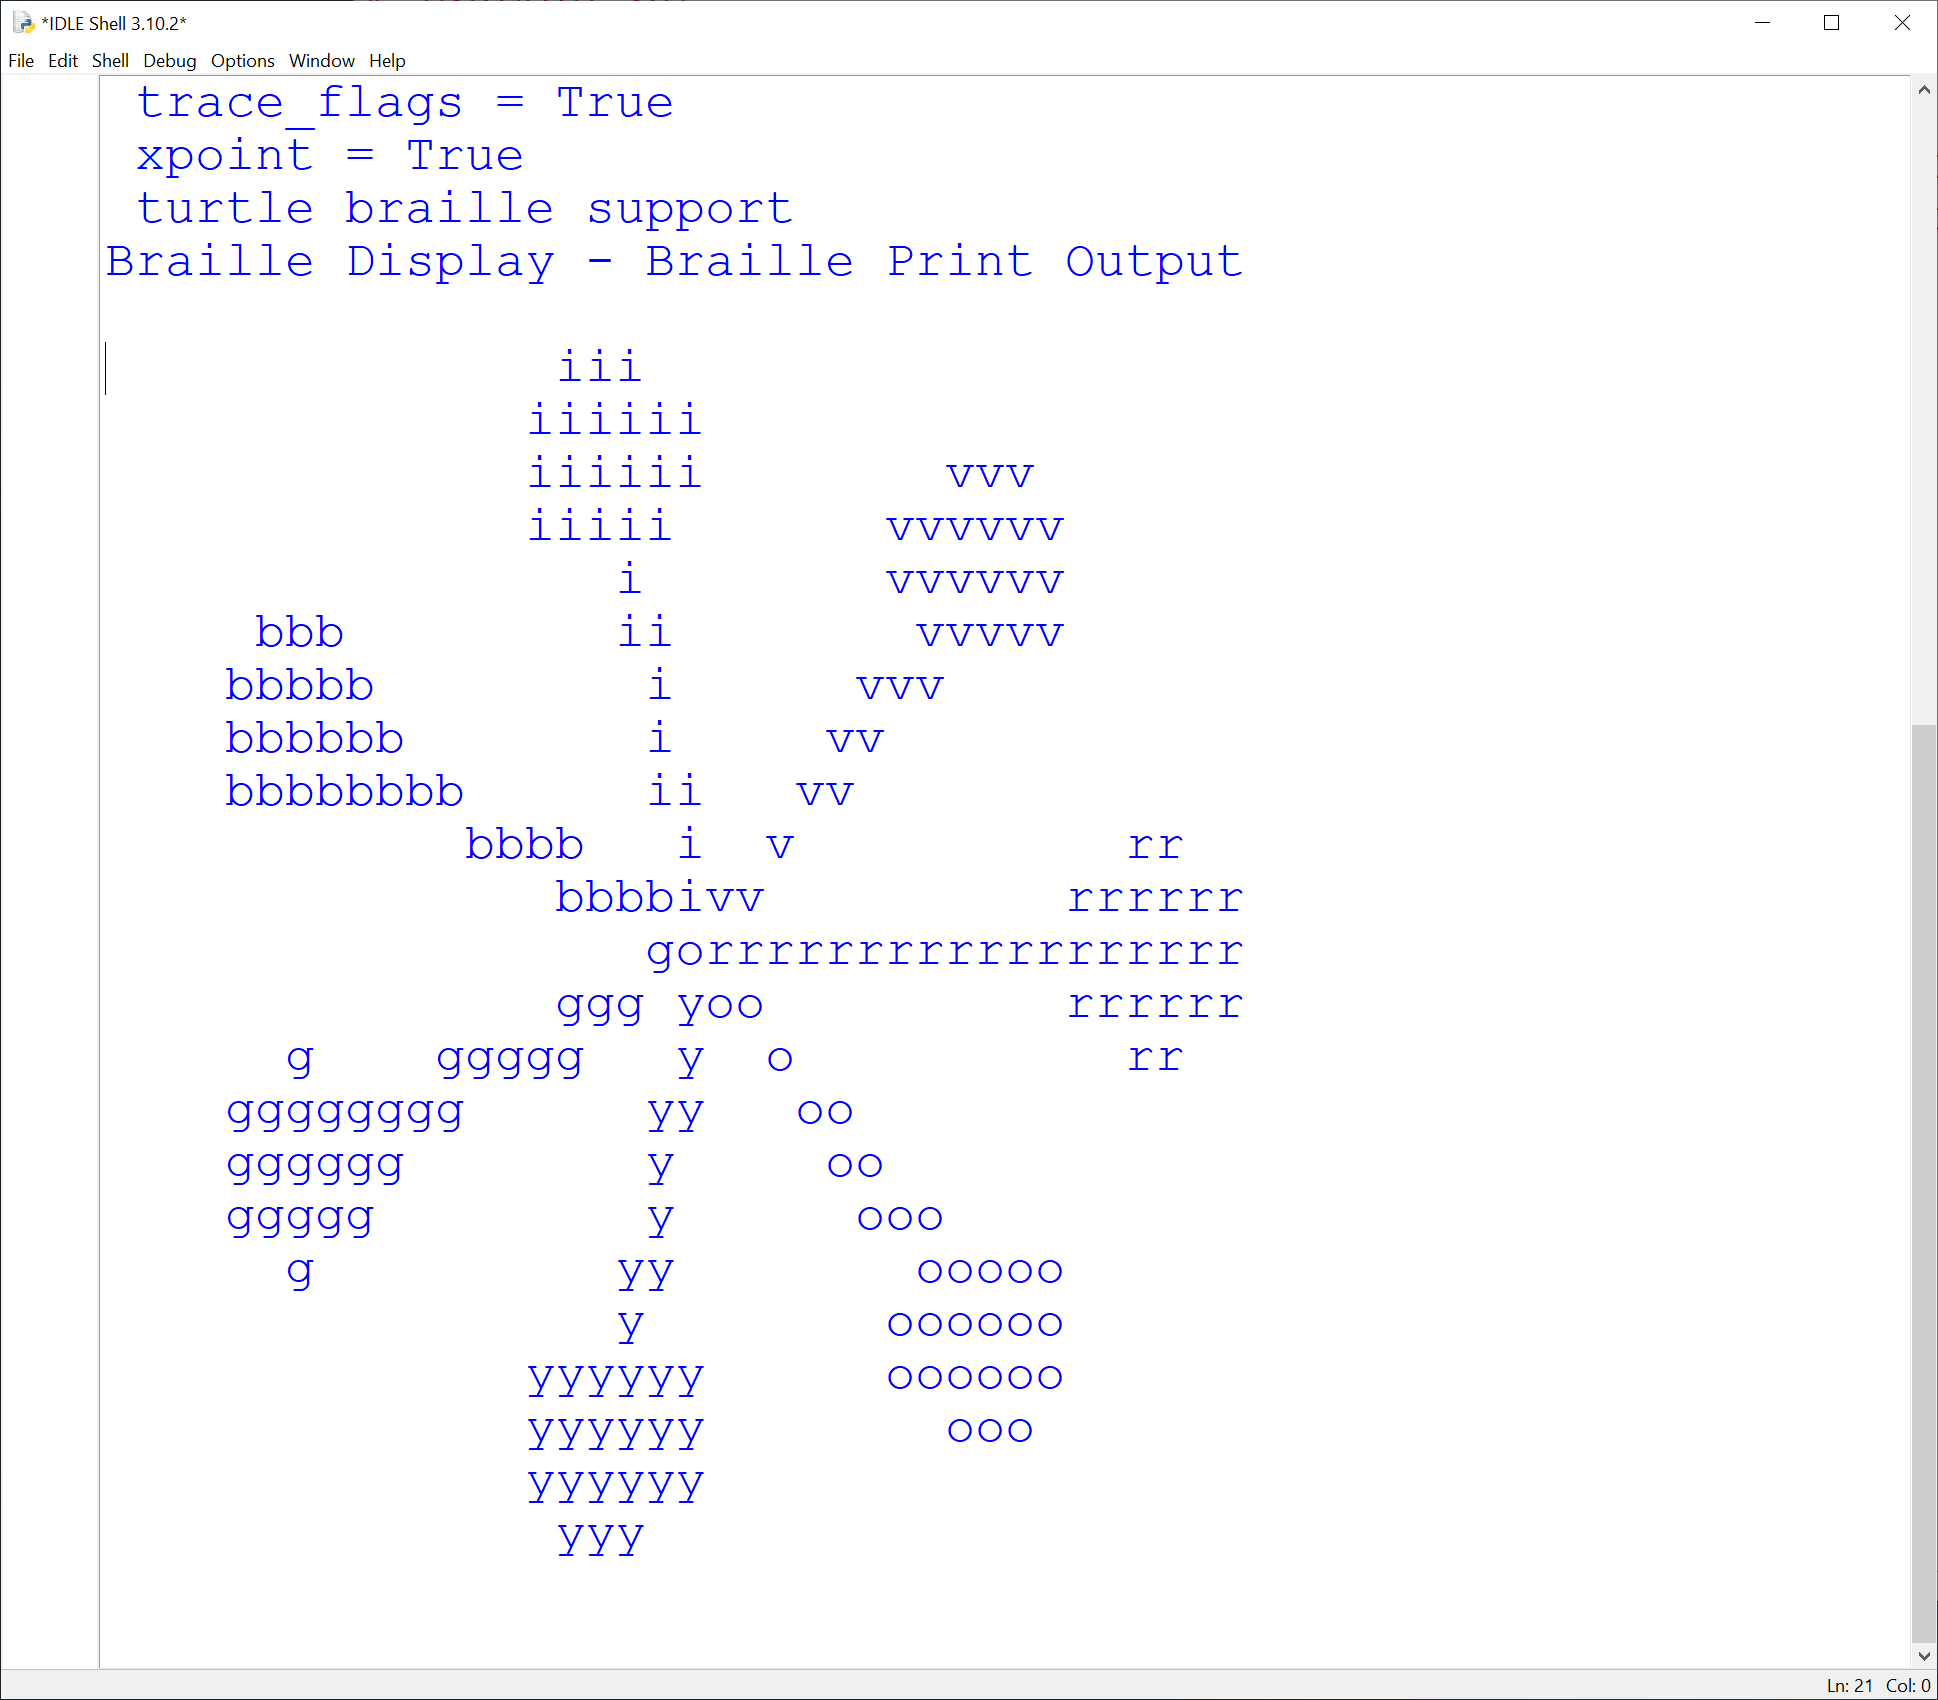 *IDLE Shell 3.10.2*
File Edit Shell Debug Options Window Help
 trace_flags = True
 xpoint = True
 turtle braille support
Braille Display - Braille Print Output

               iii
              iiiiii
              iiiiii        vvv
              iiiii       vvvvvv
                 i        vvvvvv
     bbb         ii        vvvvv
    bbbbb         i      vvv
    bbbbbb        i     vv
    bbbbbbbb      ii   vv
            bbbb   i  v           rr
               bbbbivv          rrrrrr
                  gorrrrrrrrrrrrrrrrrr
               ggg yoo          rrrrrr
      g    ggggg   y  o           rr
    gggggggg      yy   oo
    gggggg        y     oo
    ggggg         y      ooo
      g          yy        ooooo
                 y        oooooo
              yyyyyy      oooooo
              yyyyyy        ooo
              yyyyyy
               yyy
Ln: 21 Col: 0